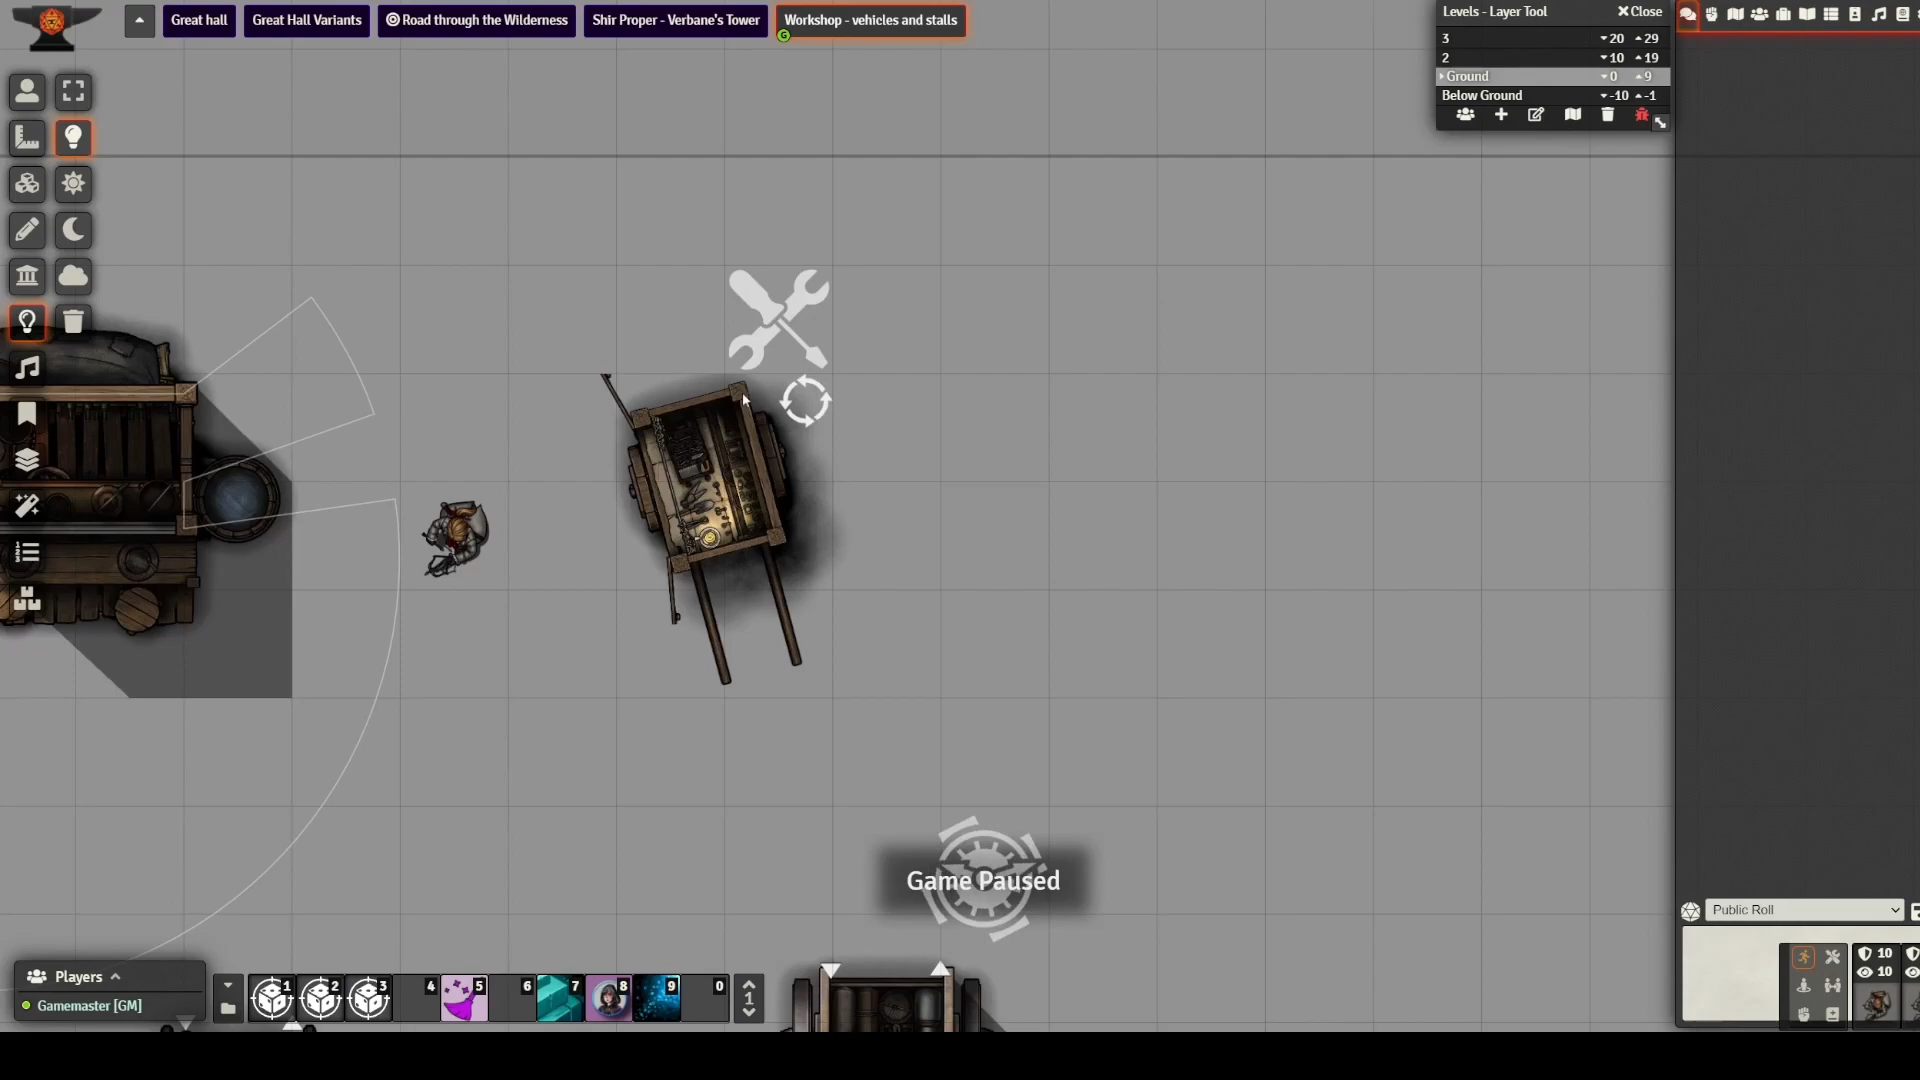 Great hall
Great Hall Variants
Road through the Wilderness
Shir Proper - Verbane's Tower
Workshop - vehicles and stalls
G
Levels - Layer Tool
Close
3 20 29
2 10 19
Ground 0 9
Below Ground -10 -1
Game Paused
Public Roll
10
10
Players
Gamemaster [GM]
1 2 3 4 5 6 7 8 9 0
1